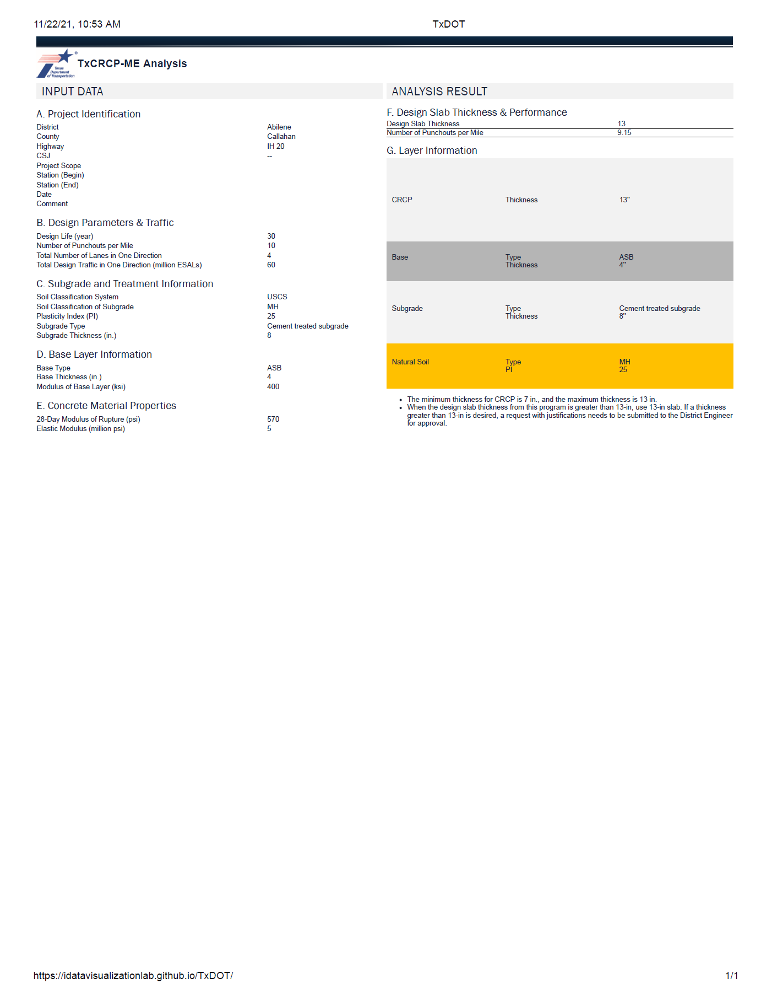 11/22/21, 10:53 AM
TxDOT
Texas
Department
of Transportation
®
TxCRCP-ME Analysis
INPUT DATA
A. Project Identification
District Abilene
County Callahan
Highway IH 20
CSJ --
Project Scope
Station (Begin)
Station (End)
Date
Comment
B. Design Parameters & Traffic
Design Life (year) 30
Number of Punchouts per Mile 10
Total Number of Lanes in One Direction 4
Total Design Traffic in One Direction (million ESALs) 60
C. Subgrade and Treatment Information
Soil Classification System USCS
Soil Classification of Subgrade MH
Plasticity Index (PI) 25
Subgrade Type Cement treated subgrade
Subgrade Thickness (in.) 8
D. Base Layer Information
Base Type ASB
Base Thickness (in.) 4
Modulus of Base Layer (ksi) 400
E. Concrete Material Properties
28-Day Modulus of Rupture (psi) 570
Elastic Modulus (million psi) 5
ANALYSIS RESULT
F. Design Slab Thickness & Performance
Design Slab Thickness 13
Number of Punchouts per Mile 9.15
G. Layer Information
CRCP Thickness 13"
Base Type ASB
Thickness 4"
Subgrade Type Cement treated subgrade
Thickness 8"
Natural Soil Type MH
PI 25
• The minimum thickness for CRCP is 7 in., and the maximum thickness is 13 in.
• When the design slab thickness from this program is greater than 13-in, use 13-in slab. If a thickness
greater than 13-in is desired, a request with justifications needs to be submitted to the District Engineer
for approval.
https://idatavisualizationlab.github.io/TxDOT/
1/1